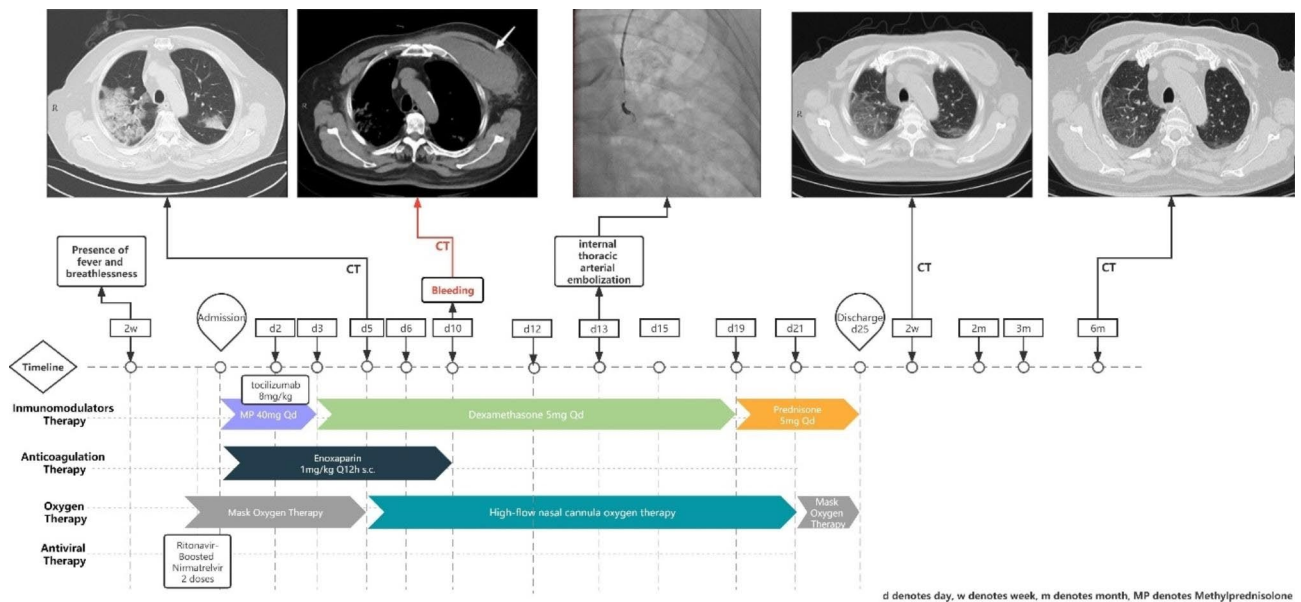 R
R
Presence of
fever and
breathlessness
CT
CT
Bleeding
internal
thoracic
arterial
embolization
CT
CT
2w
Admission
d2
d3
d5
d6
d10
d12
d13
d15
d19
d21
Discharge
d25
2w
2m
3m
6m
Timeline
tocilizumab
8mg/kg
Inmunomodulators
Therapy
MP 40mg Qd
Dexamethasone 5mg Qd
Prednisone
5mg Qd
Anticoagulation
Therapy
Enoxaparin
1mg/kg Q12h s.c.
Oxygen
Therapy
Mask Oxygen Therapy
High-flow nasal cannula oxygen therapy
Mask
Oxygen
Therapy
Antiviral
Therapy
Ritonavir-
Boosted
Nirmatrelvir
2 doses
d denotes day, w denotes week, m denotes month, MP denotes Methylprednisolone